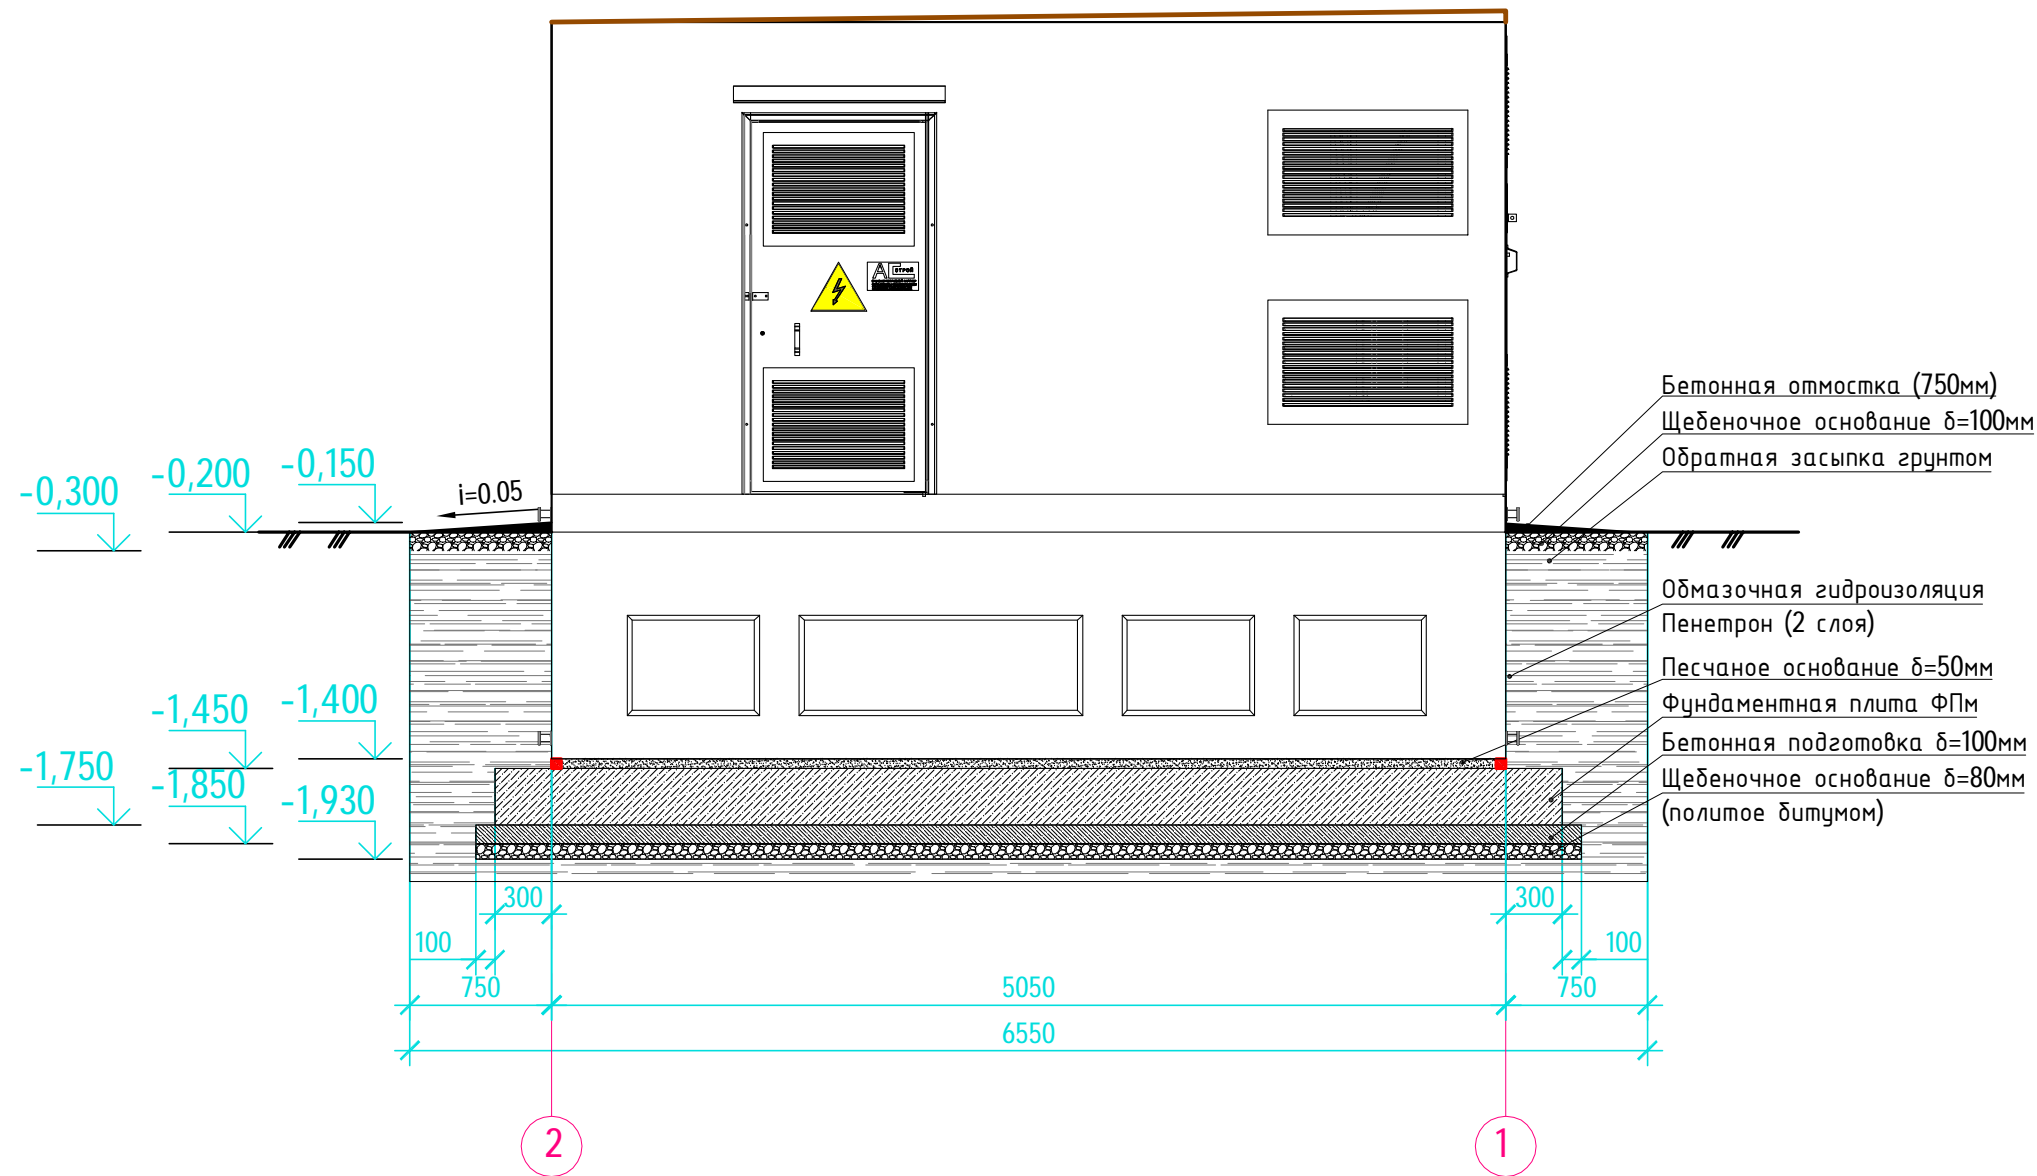 СТРОЙ
Бетонная отмостка (750мм)
Щебеночное основание δ=100мм
Обратная засыпка грунтом
-0,300
-0,200
-0,150
i=0.05
Обмазочная гидроизоляция
Пенетрон (2 слоя)
Песчаное основание δ=50мм
Фундаментная плита ФПм
Бетонная подготовка δ=100мм
Щебеночное основание δ=80мм
(политое битумом)
-1,450
-1,400
-1,750
-1,850
-1,930
300
300
100
100
750
5050
750
6550
2
1